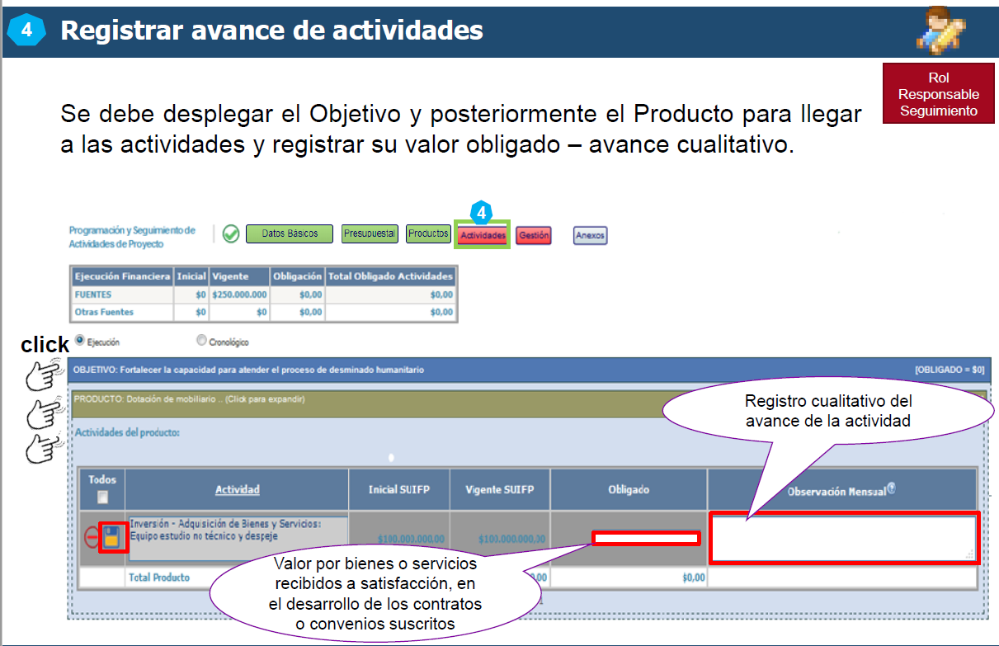 4 Registrar avance de actividades
Rol
Responsable
Seguimiento
Se debe desplegar el Objetivo y posteriormente el Producto para llegar
a las actividades y registrar su valor obligado – avance cualitativo.
4
Programación y Seguimiento de
Actividades de Proyecto
Datos Básicos Presupuestal Productos Actividades Gestión Anexos
Ejecución Financiera Inicial Vigente Obligación Total Obligado Actividades
FUENTES $0 $250.000.000 $0,00 $0,00
Otras Fuentes $0 $0 $0,00 $0,00
click Ejecución Cronológico
OBJETIVO: Fortalecer la capacidad para atender el proceso de desminado humanitario [OBLIGADO = $0]
PRODUCTO: Dotación de mobiliario .. (Click para expandir)
Registro cualitativo del
avance de la actividad
Actividades del producto:
Todos Actividad Inicial SUIFP Vigente SUIFP Obligado Observación Mensual
Inversión - Adquisición de Bienes y Servicios:
Equipo estudio no técnico y despeje $100.000.000,00 $100.000.000,00
Total Producto $0,00
Valor por bienes o servicios
recibidos a satisfacción, en
el desarrollo de los contratos
o convenios suscritos